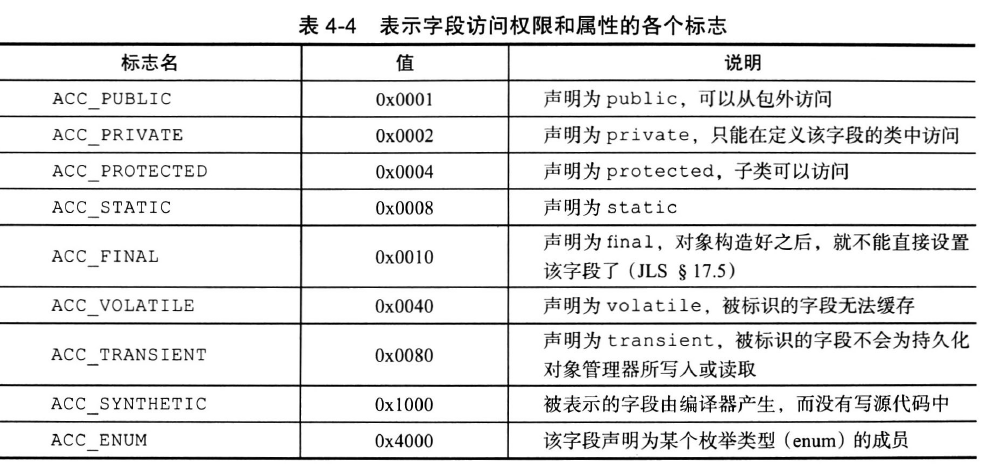 表 4-4 表示字段访问权限和属性的各个标志
标志名 值 说明
ACC_PUBLIC 0x0001 声明为 public，可以从包外访问
ACC_PRIVATE 0x0002 声明为 private，只能在定义该字段的类中访问
ACC_PROTECTED 0x0004 声明为 protected，子类可以访问
ACC_STATIC 0x0008 声明为 static
ACC_FINAL 0x0010 声明为 final，对象构造好之后，就不能直接设置
该字段了（JLS § 17.5）
ACC_VOLATILE 0x0040 声明为 volatile，被标识的字段无法缓存
ACC_TRANSIENT 0x0080 声明为 transient，被标识的字段不会为持久化
对象管理器所写入或读取
ACC_SYNTHETIC 0x1000 被表示的字段由编译器产生，而没有写源代码中
ACC_ENUM 0x4000 该字段声明为某个枚举类型（enum）的成员